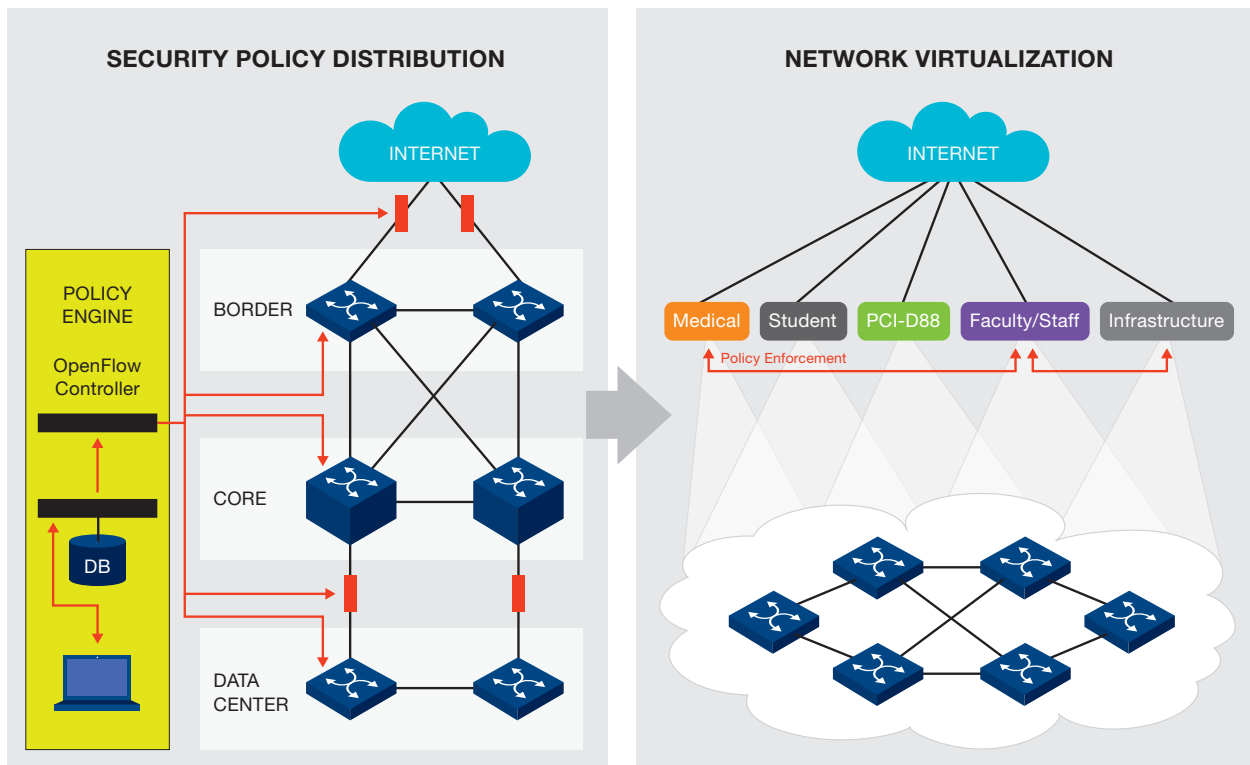 SECURITY POLICY DISTRIBUTION
INTERNET
POLICY
ENGINE
OpenFlow
Controller
DB
BORDER
CORE
DATA
CENTER
NETWORK VIRTUALIZATION
INTERNET
Medical
Student
PCI-D88
Faculty/Staff
Infrastructure
Policy Enforcement